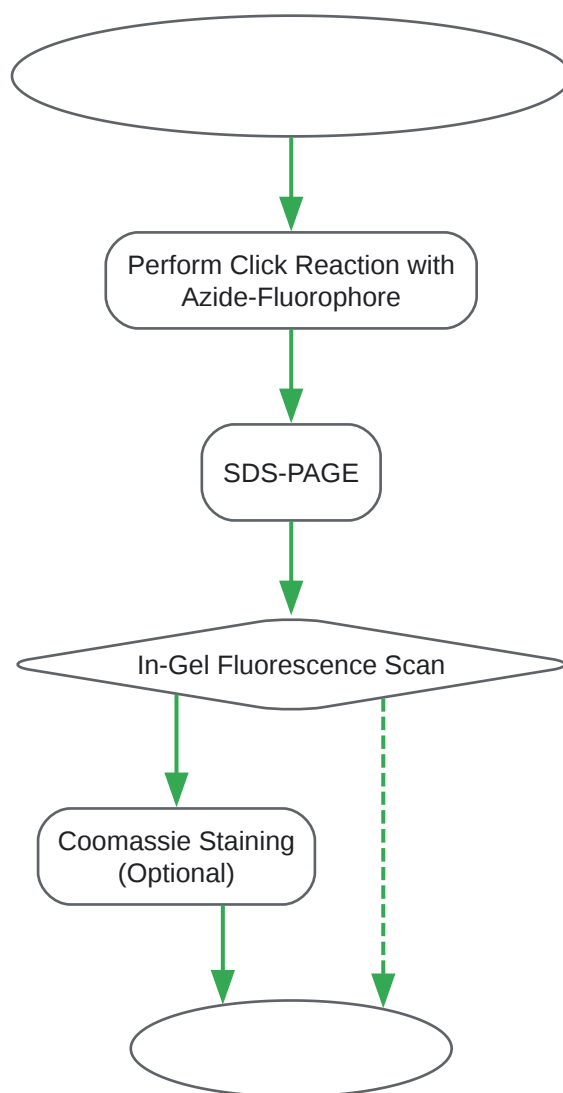 Perform Click Reaction with
Azide-Fluorophore
SDS-PAGE
In-Gel Fluorescence Scan
Coomassie Staining
(Optional)